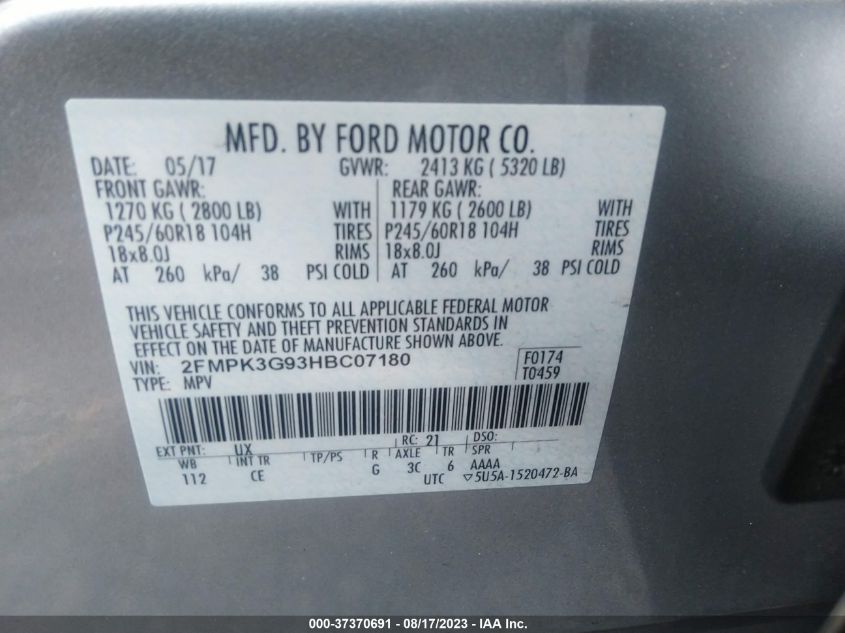 MFD. BY FORD MOTOR CO.
DATE: 05/17 GVWR: 2413 KG ( 5320 LB)
FRONT GAWR: REAR GAWR:
1270 KG ( 2800 LB) WITH 1179 KG ( 2600 LB) WITH
P245/60R18 104H TIRES P245/60R18 104H TIRES
18x8.0J RIMS 18x8.0J RIMS
AT 260 kPa/ 38 PSI COLD AT 260 kPa/ 38 PSI COLD
THIS VEHICLE CONFORMS TO ALL APPLICABLE FEDERAL MOTOR
VEHICLE SAFETY AND THEFT PREVENTION STANDARDS IN
EFFECT ON THE DATE OF MANUFACTURE SHOWN ABOVE.
VIN: 2FMPK3G93HBC07180 F0174
TYPE: MPV T0459
EXT PNT: UX RC: 21 DSO:
WB INT TR TP/PS R AXLE TR SPR
112 CE G 3C 6 AAAA
UTC ▽5U5A-1520472-BA
000-37370691 - 08/17/2023 - IAA Inc.